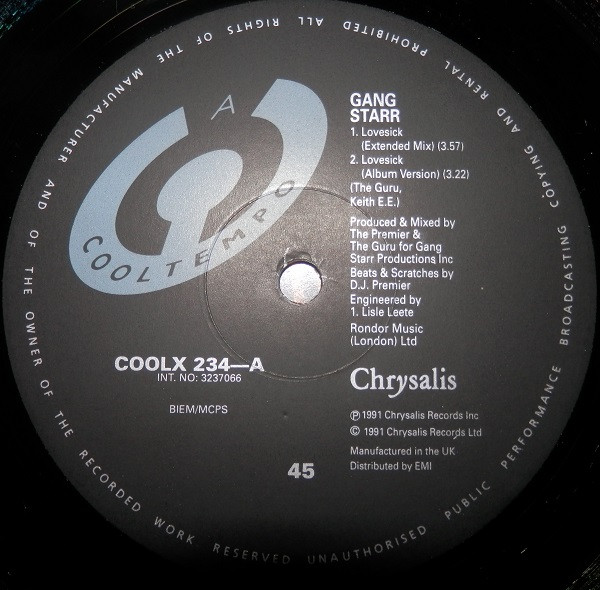 A
COOLTEMPO
GANG
STARR
1. Lovesick
(Extended Mix) (3.57)
2. Lovesick
(Album Version) (3.22)
(The Guru,
Keith E.E.)
Produced & Mixed by
The Premier &
The Guru for Gang
Starr Productions Inc
Beats & Scratches by
D.J. Premier
Engineered by
1. Lisle Leete
Rondor Music
(London) Ltd
COOLX 234—A
INT. NO: 3237066
BIEM/MCPS
45
Chrysalis
℗ 1991 Chrysalis Records Inc
© 1991 Chrysalis Records Ltd
Manufactured in the UK
Distributed by EMI
ALL RIGHTS OF THE MANUFACTURER AND OF THE OWNER OF THE RECORDED WORK RESERVED UNAUTHORISED PUBLIC PERFORMANCE BROADCASTING COPYING AND RENTAL PROHIBITED